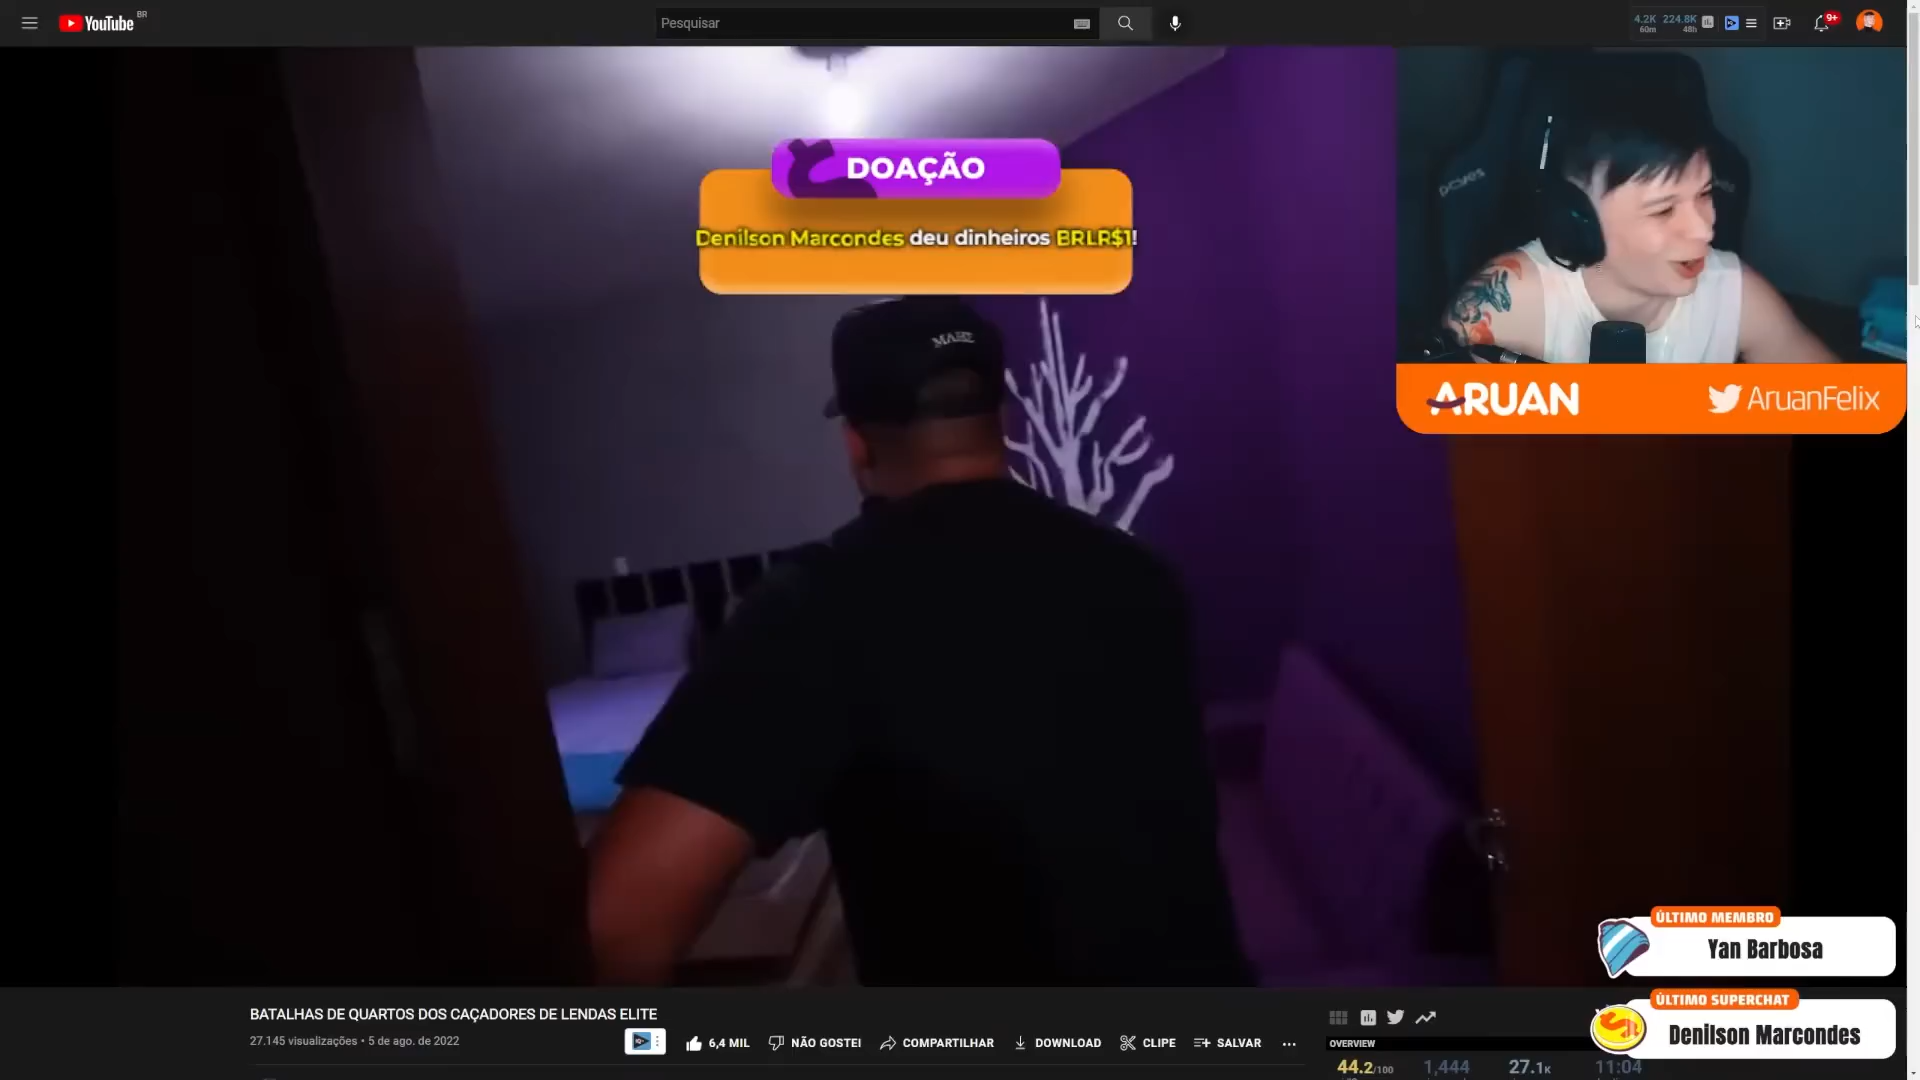 YouTube BR
Pesquisar
4.2K 224.8K
60m 48h
9+
DOAÇÃO
Denilson Marcondes deu dinheiros BRLR$1!
ARUAN
AruanFelix
ÚLTIMO MEMBRO
Yan Barbosa
ÚLTIMO SUPERCHAT
Denilson Marcondes
BATALHAS DE QUARTOS DOS CAÇADORES DE LENDAS ELITE
27.145 visualizações • 5 de ago. de 2022
6,4 MIL
NÃO GOSTEI
COMPARTILHAR
DOWNLOAD
CLIPE
SALVAR
OVERVIEW
44.2/100 1,444 27.1K 11:04